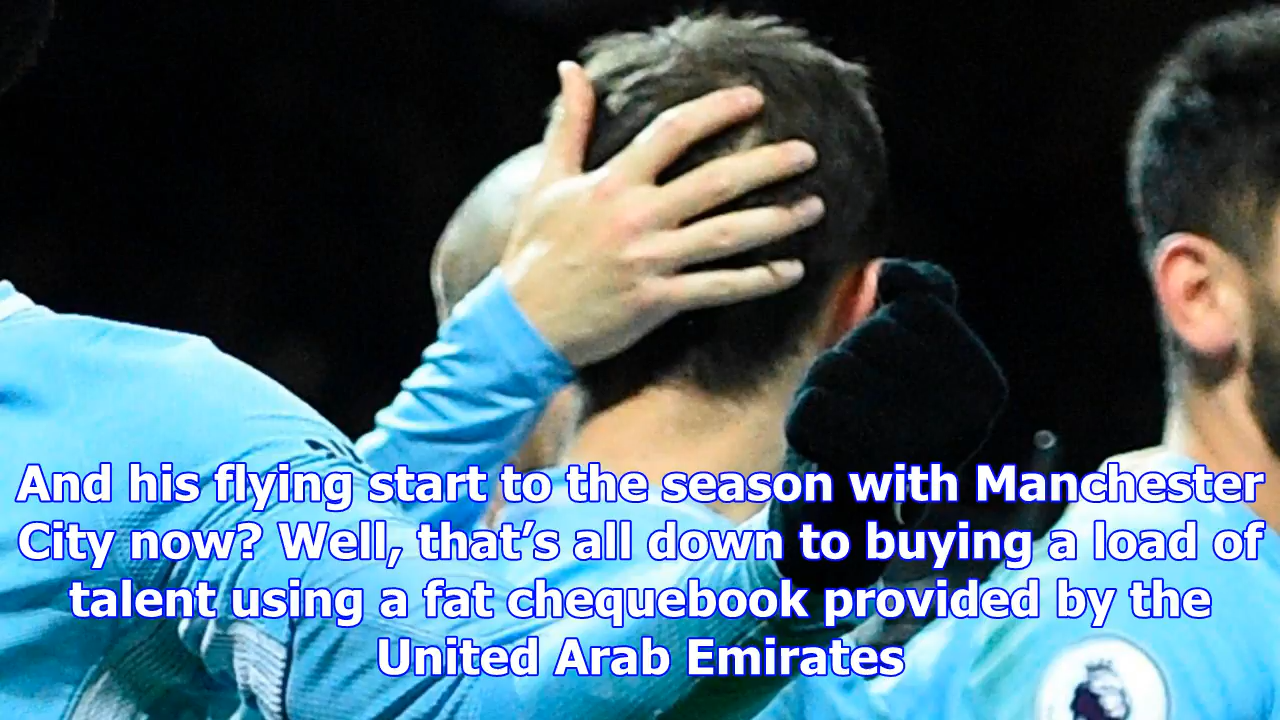 And his flying start to the season with Manchester
City now? Well, that’s all down to buying a load of
talent using a fat chequebook provided by the
United Arab Emirates